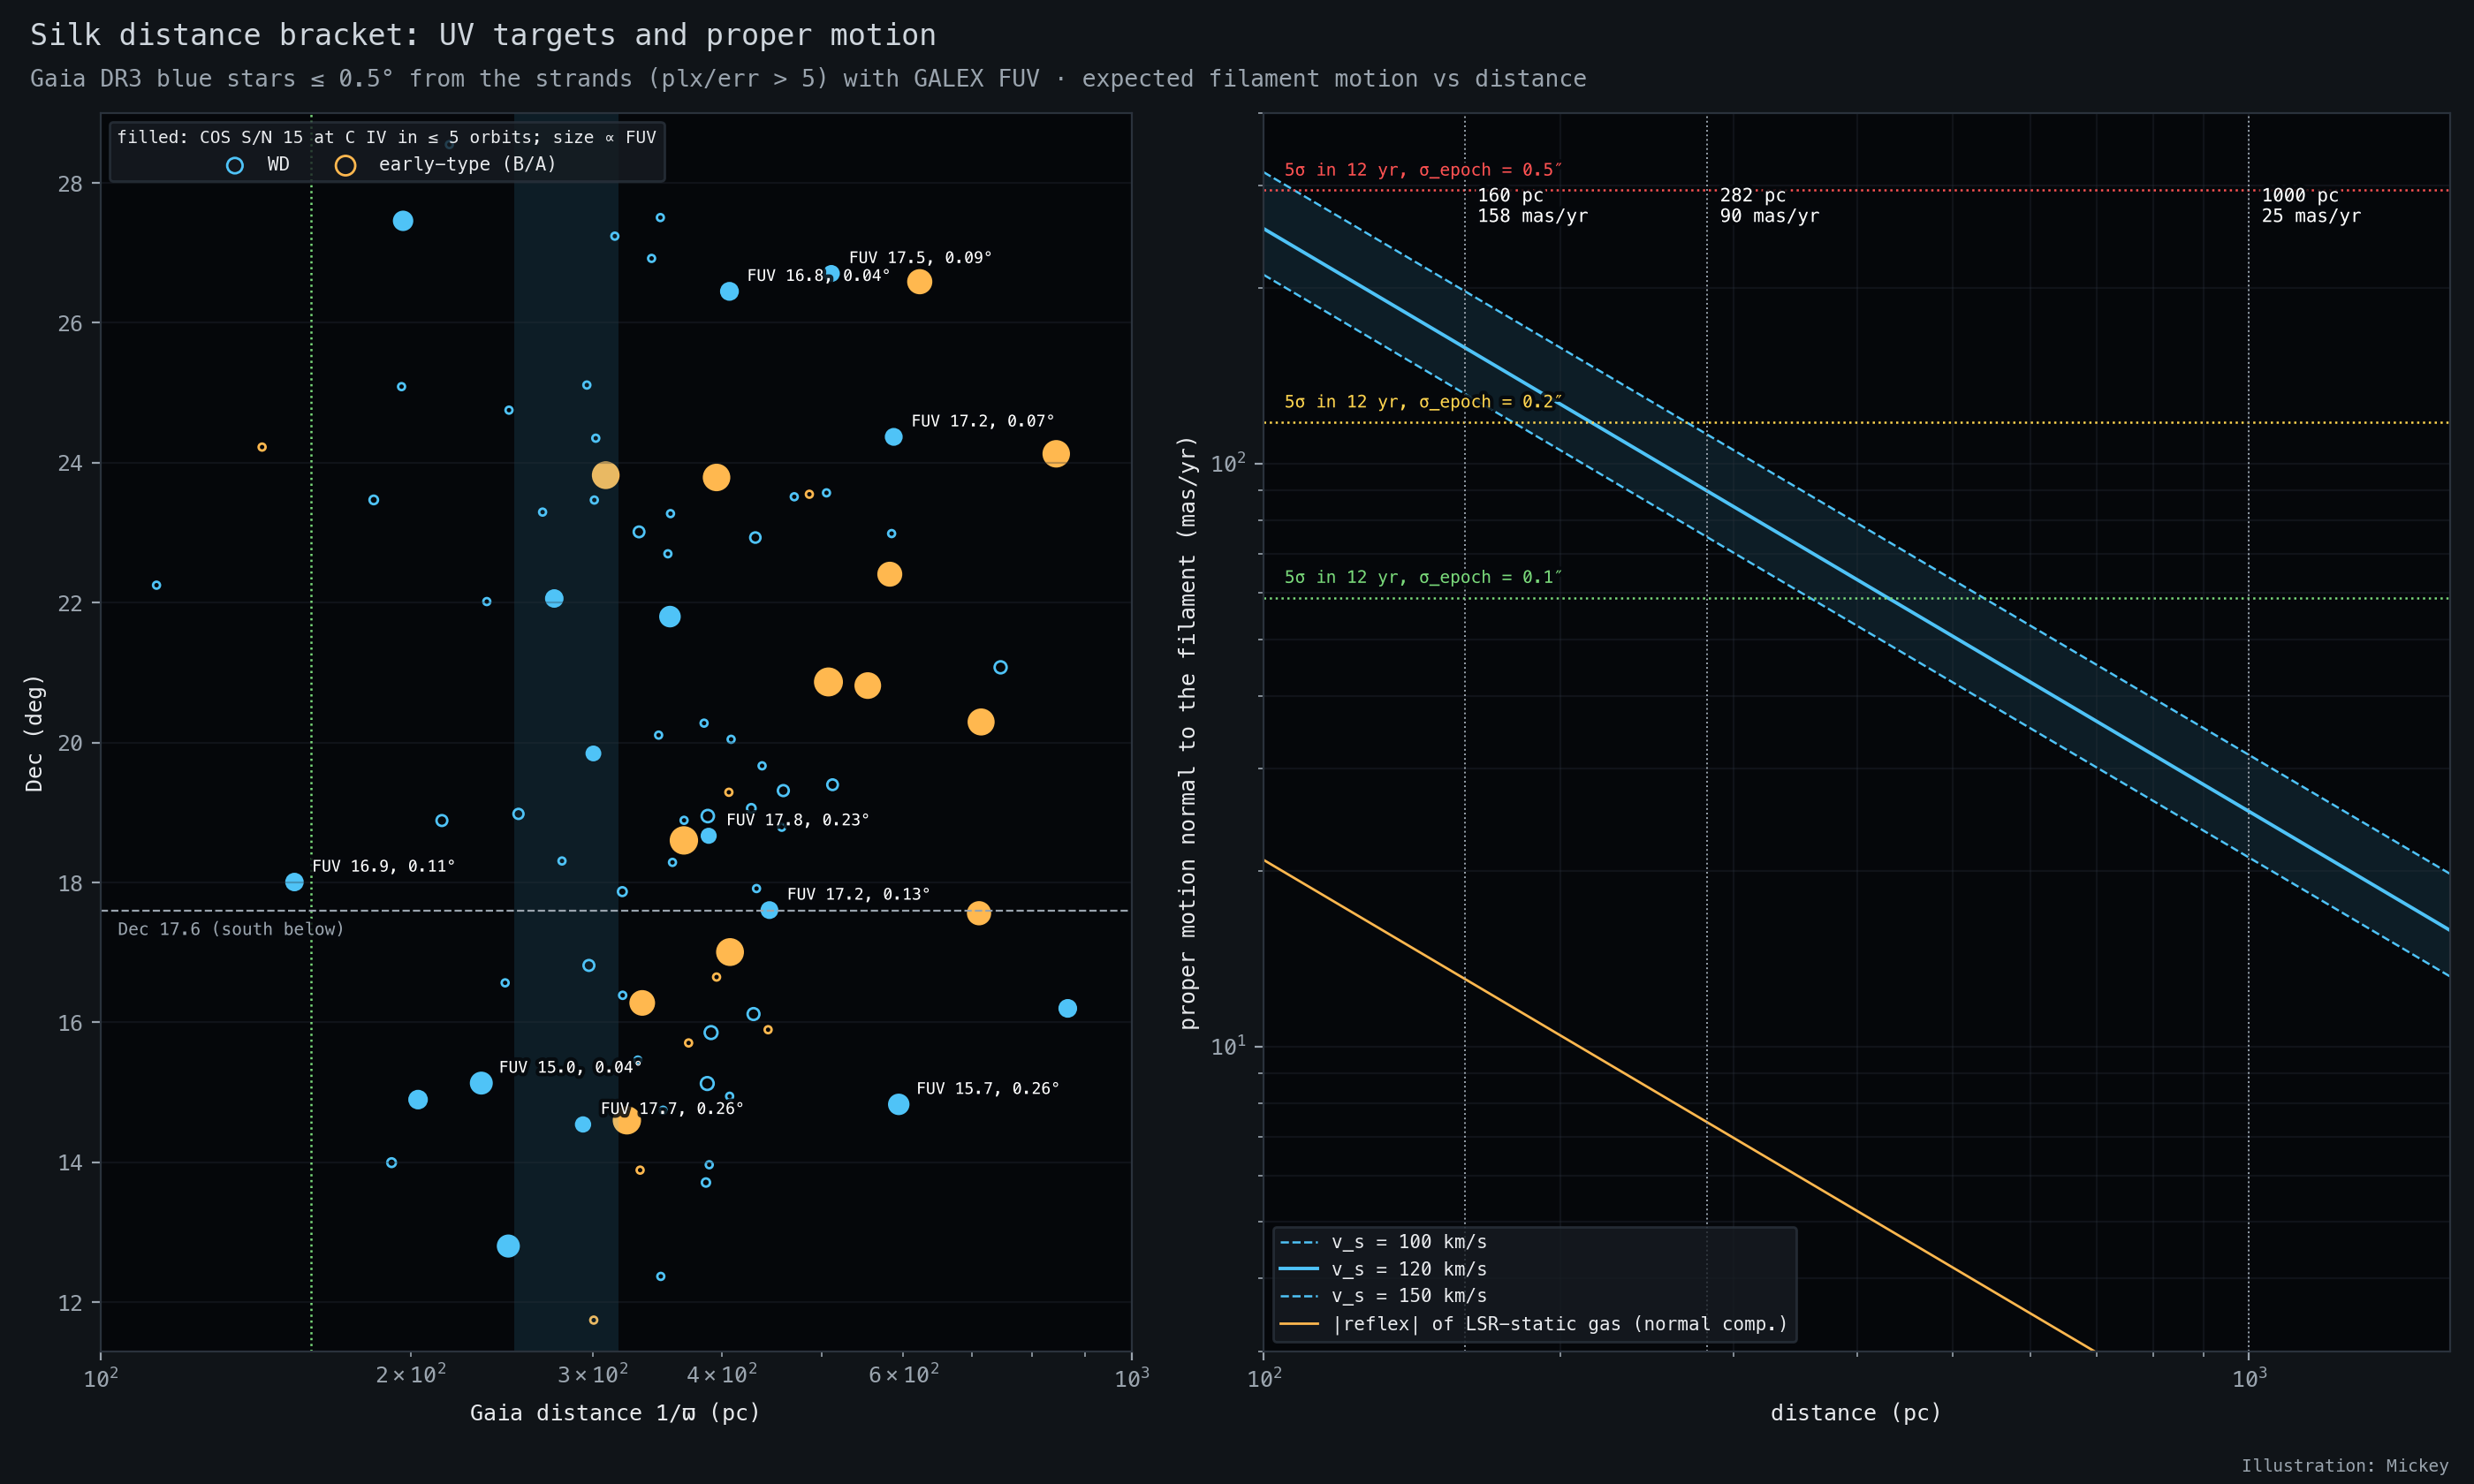 Silk distance bracket: UV targets and proper motion
Gaia DR3 blue stars ≤ 0.5° from the strands (plx/err > 5) with GALEX FUV · expected filament motion vs distance
filled: COS S/N 15 at C IV in ≤ 5 orbits; size ∝ FUV
WD
early−type (B/A)
FUV 17.5, 0.09°
FUV 16.8, 0.04°
FUV 17.2, 0.07°
FUV 17.8, 0.23°
FUV 16.9, 0.11°
FUV 17.2, 0.13°
Dec 17.6 (south below)
FUV 15.0, 0.04°
FUV 15.7, 0.26°
FUV 17.7, 0.26°
28
26
24
22
20
18
16
14
12
Dec (deg)
10²
2×10²
3×10²
4×10²
6×10²
10³
Gaia distance 1/ϖ (pc)
5σ in 12 yr, σ_epoch = 0.5″
160 pc
158 mas/yr
282 pc
90 mas/yr
1000 pc
25 mas/yr
5σ in 12 yr, σ_epoch = 0.2″
5σ in 12 yr, σ_epoch = 0.1″
10²
10¹
proper motion normal to the filament (mas/yr)
v_s = 100 km/s
v_s = 120 km/s
v_s = 150 km/s
|reflex| of LSR−static gas (normal comp.)
10²
10³
distance (pc)
Illustration: Mickey